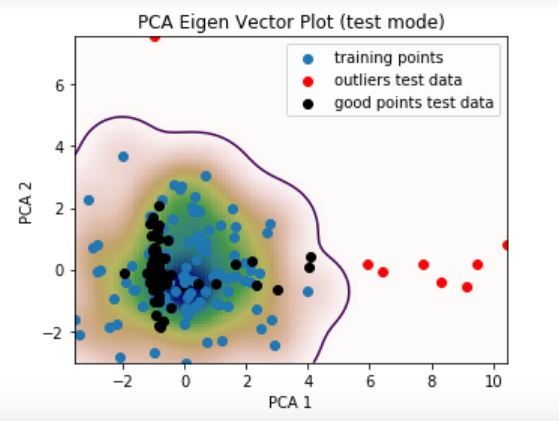 PCA Eigen Vector Plot (test mode)
training points
outliers test data
good points test data
PCA 2
6
4
2
0
−2
−2
0
2
4
6
8
10
PCA 1